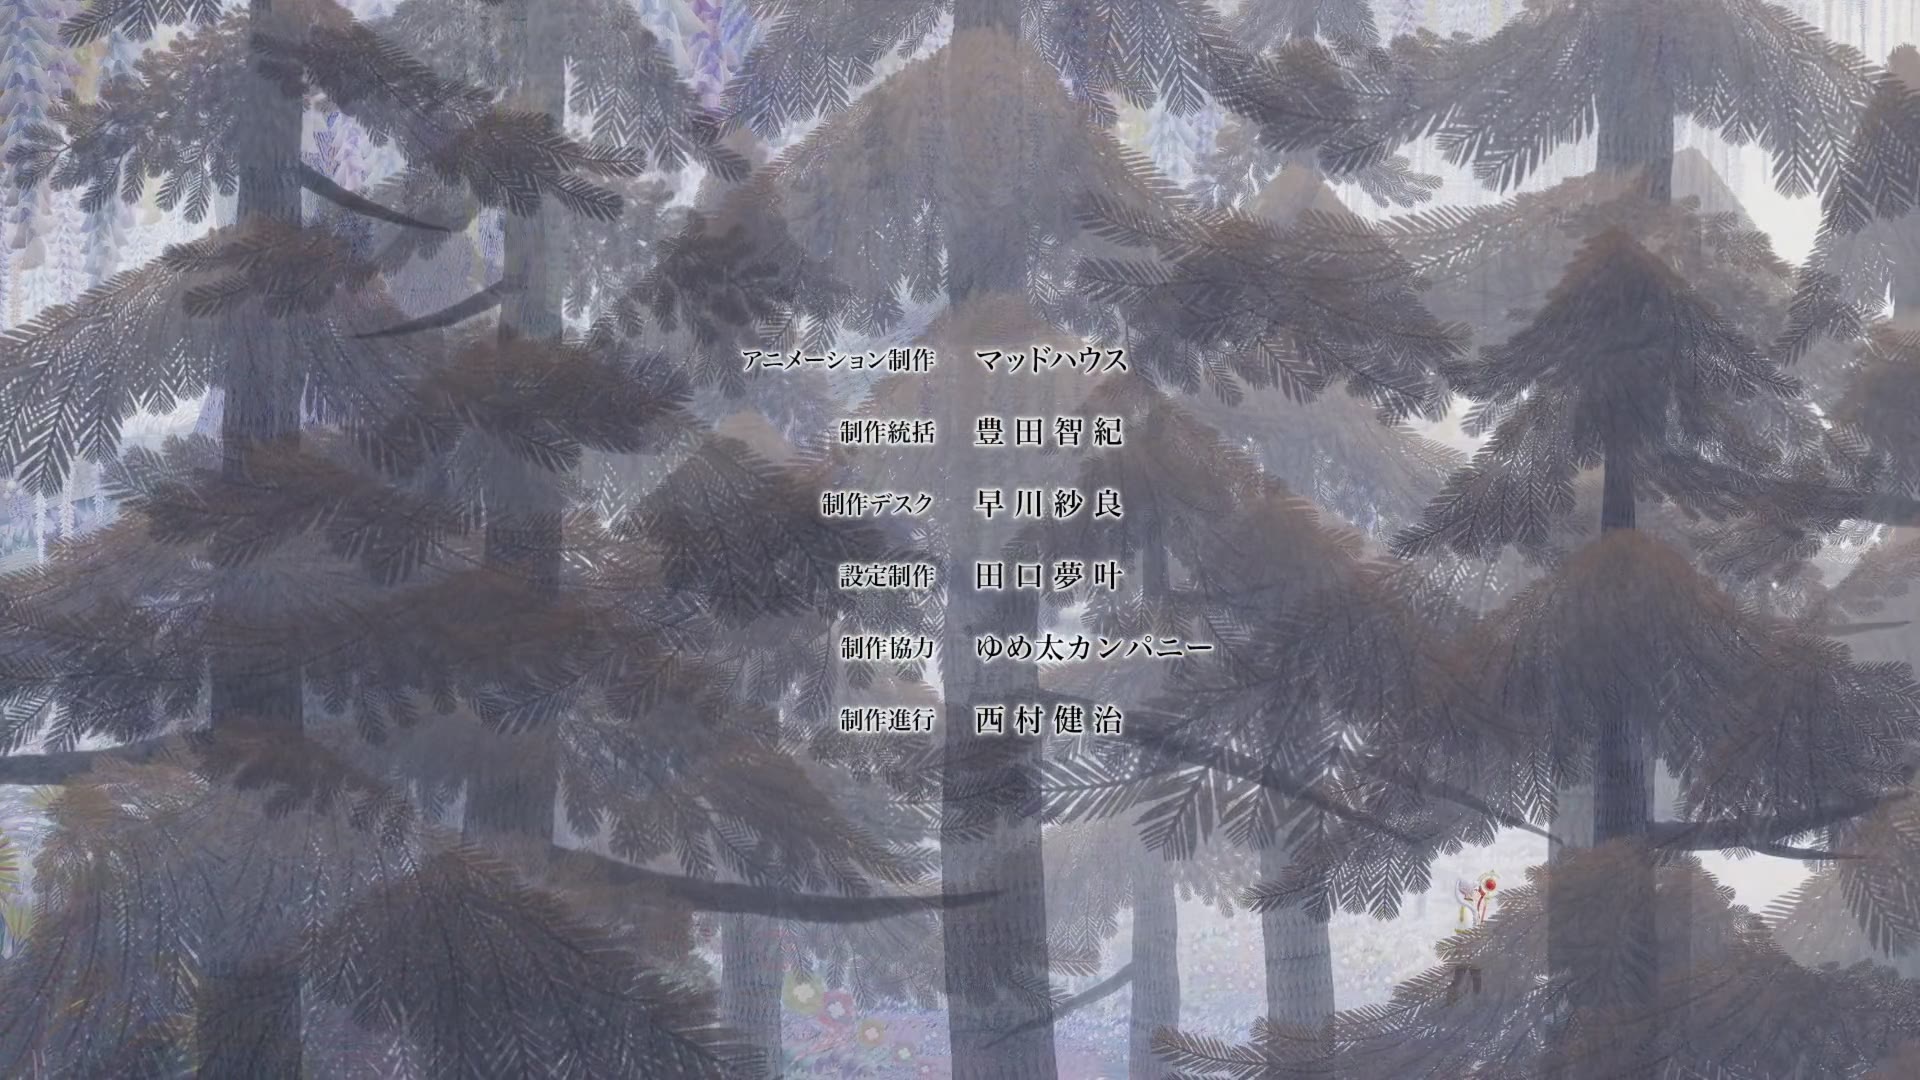 アニメーション制作　マッドハウス
制作統括　豊田智紀
制作デスク　早川紗良
設定制作　田口夢叶
制作協力　ゆめ太カンパニー
制作進行　西村健治